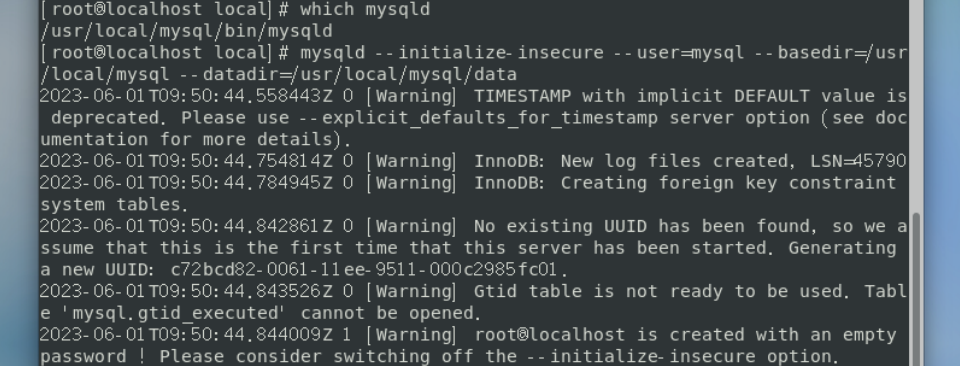 [root@localhost local]# which mysqld
/usr/local/mysql/bin/mysqld
[root@localhost local]# mysqld --initialize-insecure --user=mysql --basedir=/usr
/local/mysql --datadir=/usr/local/mysql/data
2023-06-01T09:50:44.558443Z 0 [Warning] TIMESTAMP with implicit DEFAULT value is
 deprecated. Please use --explicit_defaults_for_timestamp server option (see doc
umentation for more details).
2023-06-01T09:50:44.754814Z 0 [Warning] InnoDB: New log files created, LSN=45790
2023-06-01T09:50:44.784945Z 0 [Warning] InnoDB: Creating foreign key constraint
system tables.
2023-06-01T09:50:44.842861Z 0 [Warning] No existing UUID has been found, so we a
ssume that this is the first time that this server has been started. Generating
a new UUID: c72bcd82-0061-11ee-9511-000c2985fc01.
2023-06-01T09:50:44.843526Z 0 [Warning] Gtid table is not ready to be used. Tabl
e 'mysql.gtid_executed' cannot be opened.
2023-06-01T09:50:44.844009Z 1 [Warning] root@localhost is created with an empty
password ! Please consider switching off the --initialize-insecure option.